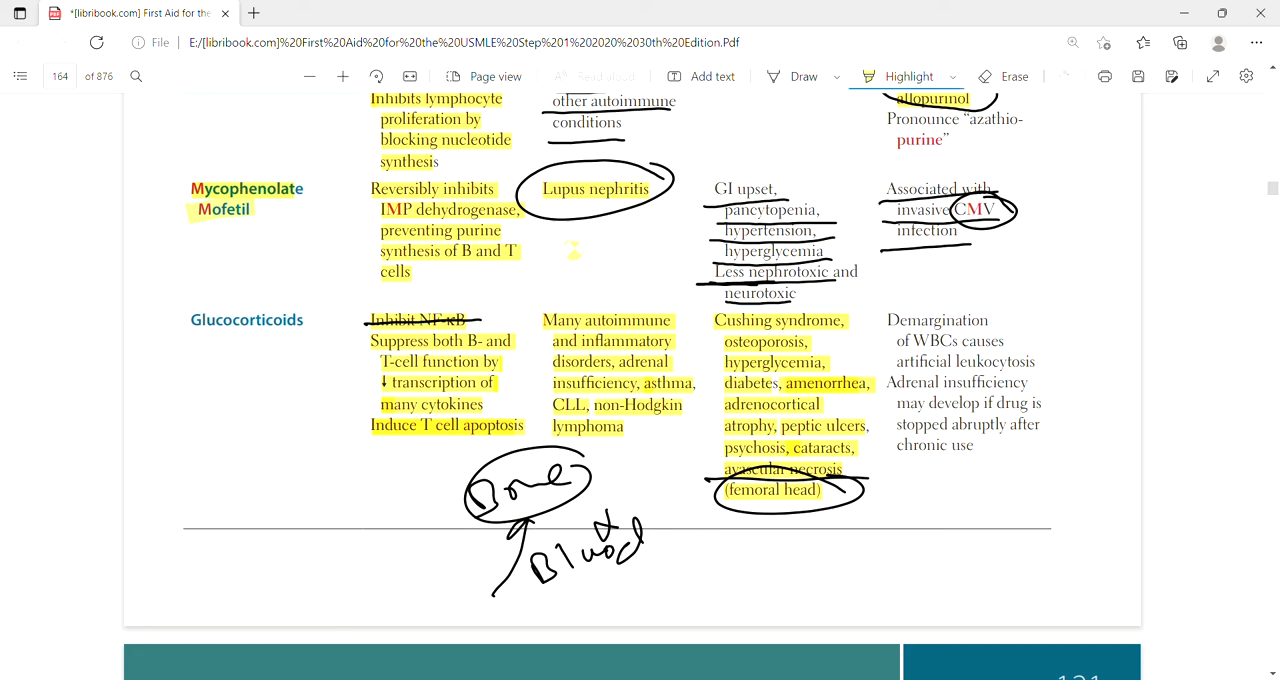 *[libribook.com] First Aid for the
File E:/[libribook.com]%20First%20Aid%20for%20the%20USMLE%20Step%201%202020%2030th%20Edition.Pdf
164 of 876 Page view Read aloud Add text Draw Highlight Erase
Inhibits lymphocyte
proliferation by
blocking nucleotide
synthesis
other autoimmune
conditions
allopurinol
Pronounce “azathio-
purine”
Mycophenolate
Mofetil
Reversibly inhibits
IMP dehydrogenase,
preventing purine
synthesis of B and T
cells
Lupus nephritis
GI upset,
pancytopenia,
hypertension,
hyperglycemia
Less nephrotoxic and
neurotoxic
Associated with
invasive CMV
infection
Glucocorticoids
Inhibit NF-κB
Suppress both B- and
T-cell function by
↓ transcription of
many cytokines
Induce T cell apoptosis
Many autoimmune
and inflammatory
disorders, adrenal
insufficiency, asthma,
CLL, non-Hodgkin
lymphoma
Cushing syndrome,
osteoporosis,
hyperglycemia,
diabetes, amenorrhea,
adrenocortical
atrophy, peptic ulcers,
psychosis, cataracts,
avascular necrosis
(femoral head)
Demargination
of WBCs causes
artificial leukocytosis
Adrenal insufficiency
may develop if drug is
stopped abruptly after
chronic use
Bone
Blood